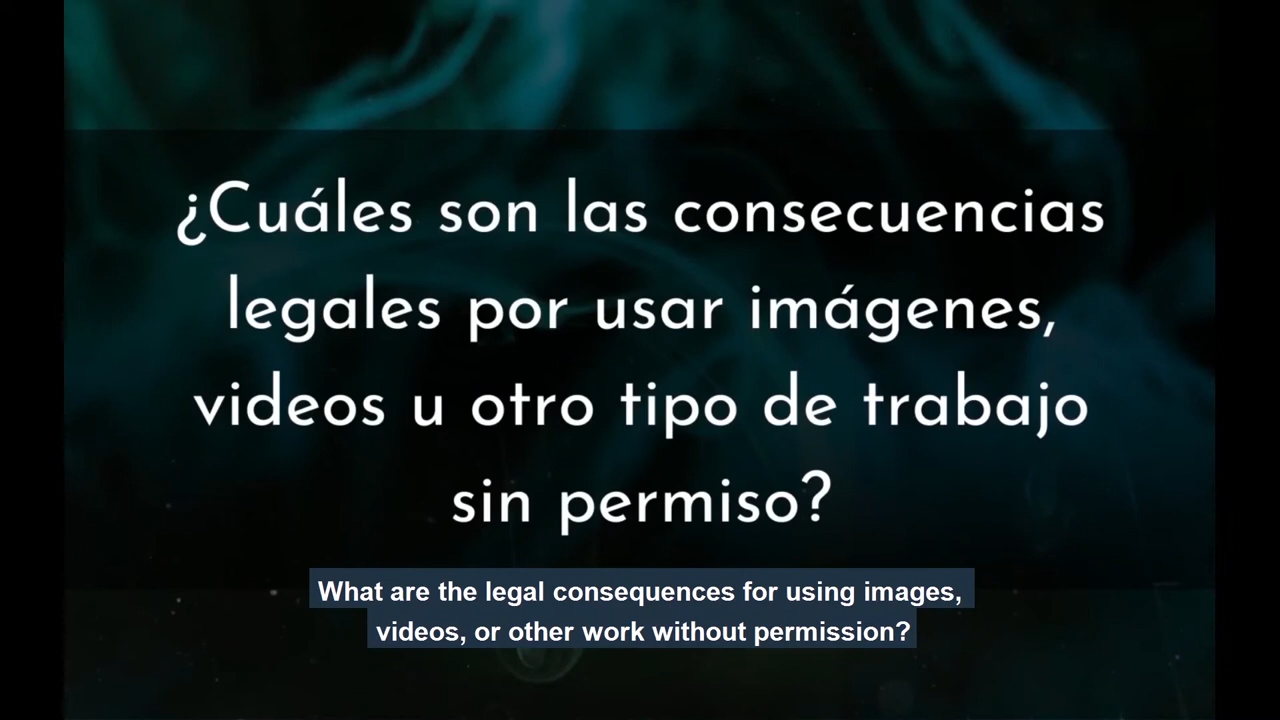 ¿Cuáles son las consecuencias
legales por usar imágenes,
videos u otro tipo de trabajo
sin permiso?
What are the legal consequences for using images,
videos, or other work without permission?